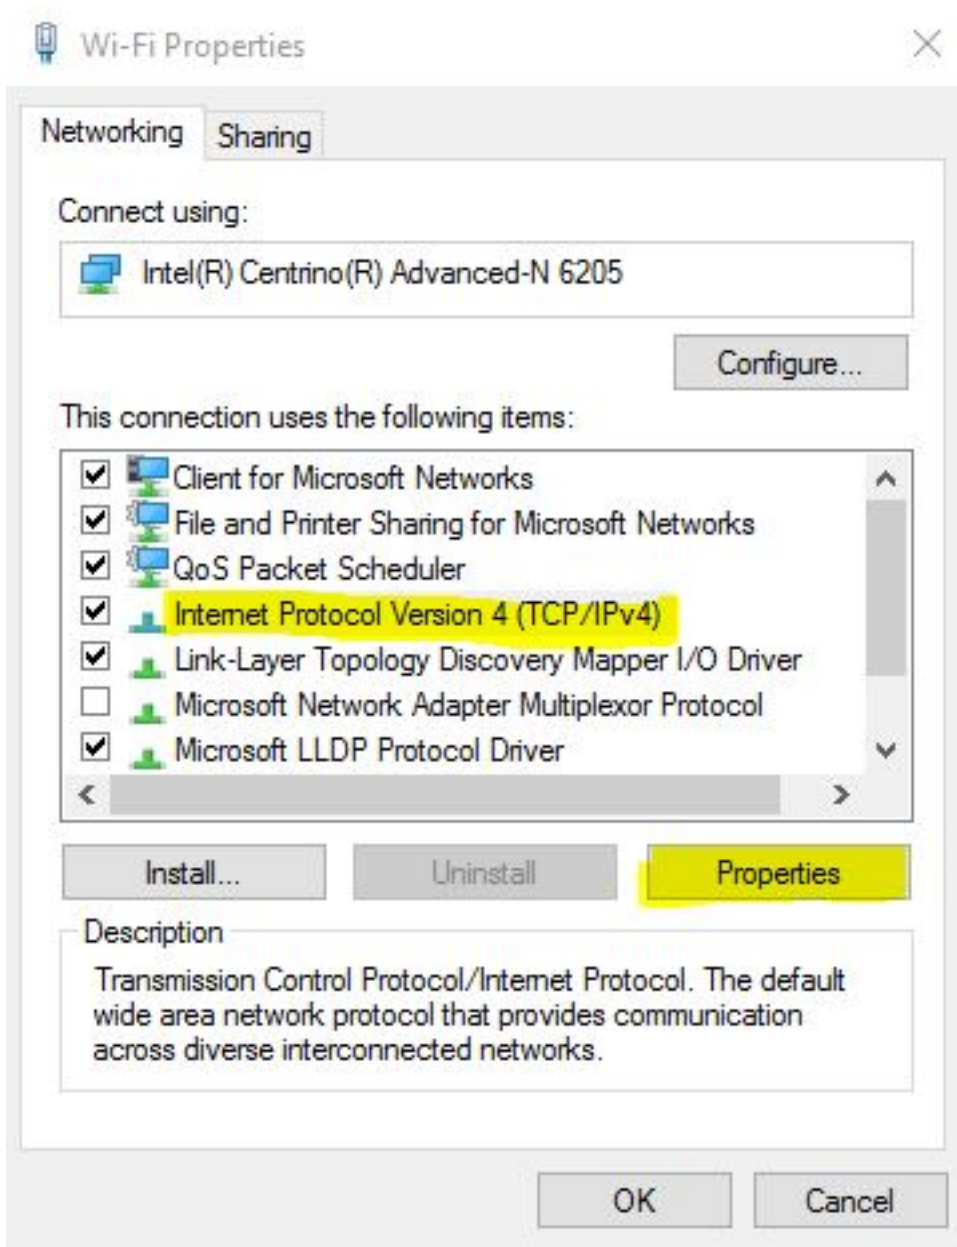 Wi-Fi Properties
Networking
Sharing
Connect using:
Intel(R) Centrino(R) Advanced-N 6205
Configure...
This connection uses the following items:
Client for Microsoft Networks
File and Printer Sharing for Microsoft Networks
QoS Packet Scheduler
Internet Protocol Version 4 (TCP/IPv4)
Link-Layer Topology Discovery Mapper I/O Driver
Microsoft Network Adapter Multiplexor Protocol
Microsoft LLDP Protocol Driver
Install...
Uninstall
Properties
Description
Transmission Control Protocol/Internet Protocol. The default
wide area network protocol that provides communication
across diverse interconnected networks.
OK
Cancel